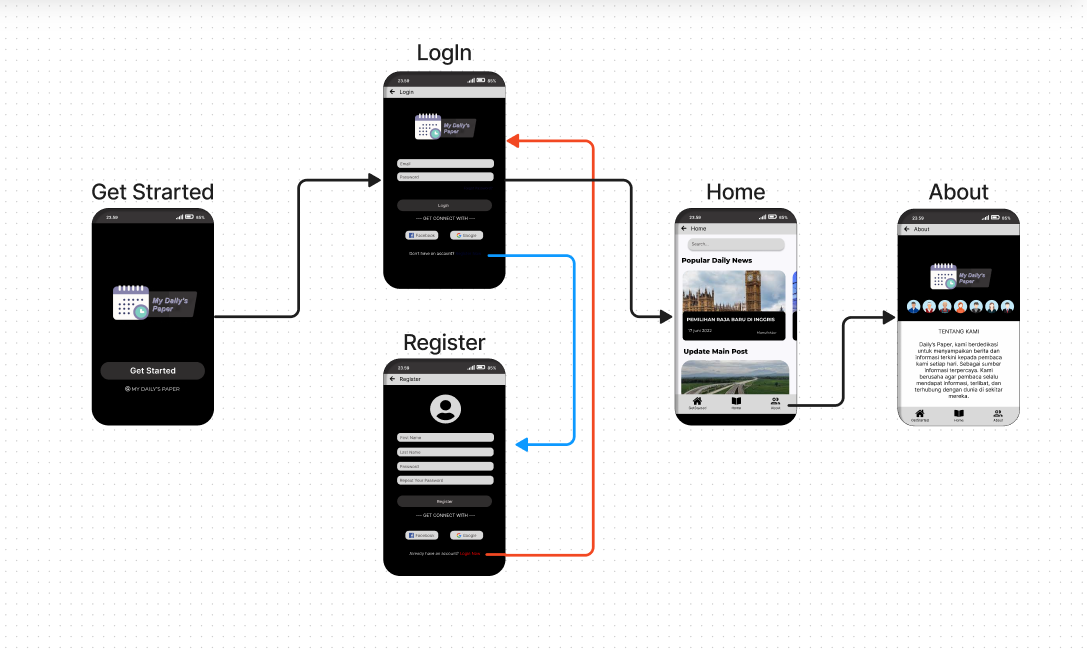 LogIn
23.59
85%
Login
My Daily's
Paper
Email
Password
Login
---- GET CONNECT WITH ----
Facebook
Google
Don't have an account?
Get Strarted
23.59
85%
My Daily's
Paper
Get Started
@ MY DAILY'S PAPER
Register
23.59
85%
Register
First Name
Last Name
Password
Repeat Your Password
Register
---- GET CONNECT WITH ----
Facebook
Google
Already have an account? Login here
Home
23.59
85%
Home
Search...
Popular Daily News
PEMILIHAN RAJA BARU DI INGGRIS
17 juni 2022
Update Main Post
GetStarted
Home
About
About
23.59
85%
About
My Daily's
Paper
TENTANG KAMI
Daily's Paper, kami berdedikasi
untuk menyampaikan berita dan
informasi terkini kepada pembaca
kami setiap hari. Sebagai sumber
informasi terpercaya. Kami
berusaha agar pembaca selalu
mendapat informasi, terlibat, dan
terhubung dengan dunia di sekitar
mereka.
GetStarted
Home
About